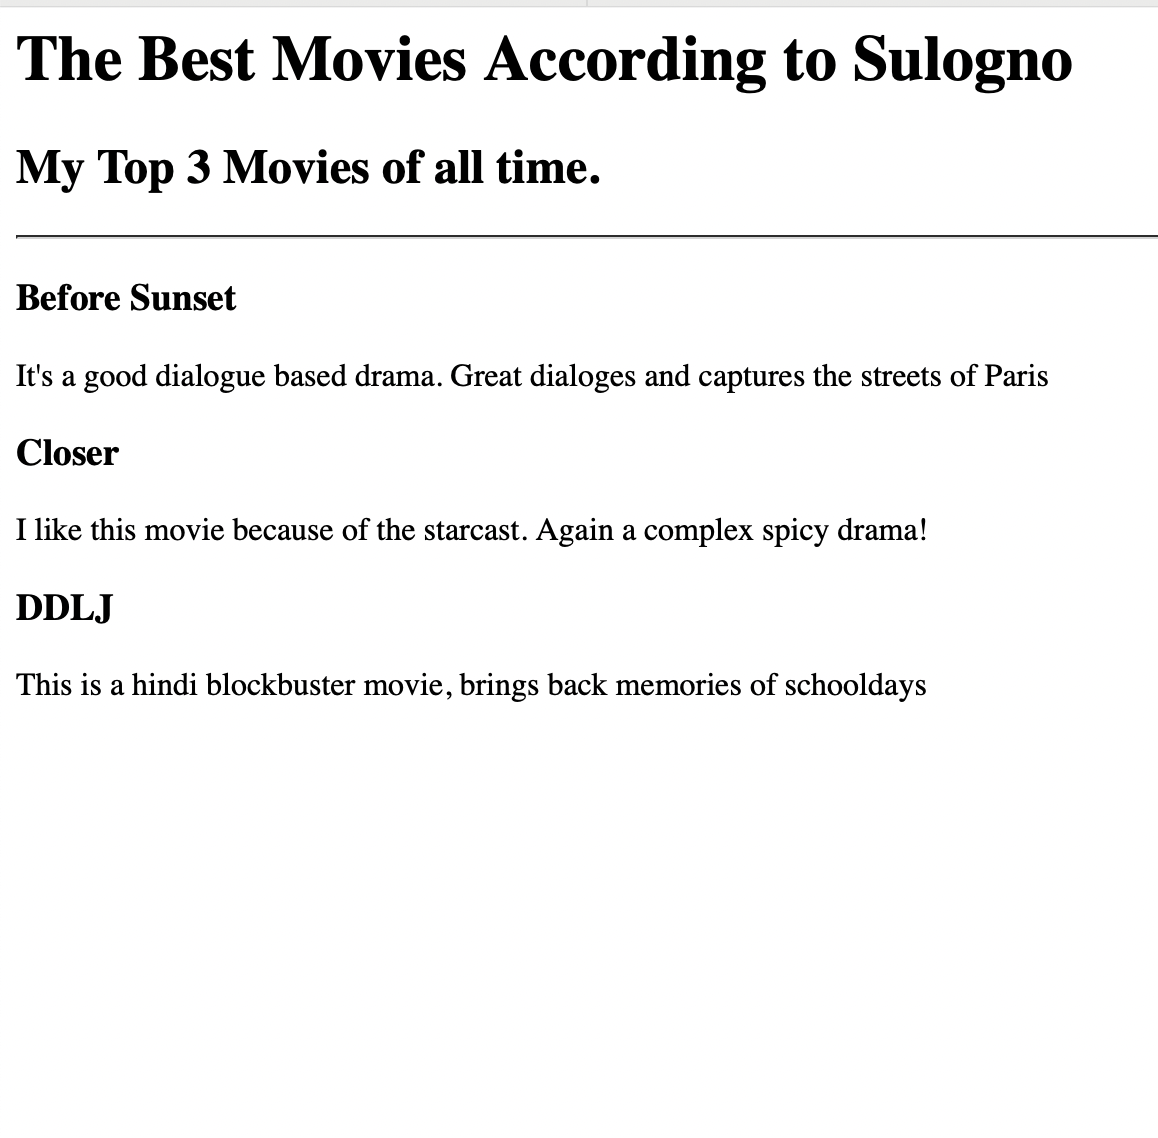 The Best Movies According to Sulogno
My Top 3 Movies of all time.
Before Sunset
It's a good dialogue based drama. Great dialoges and captures the streets of Paris
Closer
I like this movie because of the starcast. Again a complex spicy drama!
DDLJ
This is a hindi blockbuster movie, brings back memories of schooldays